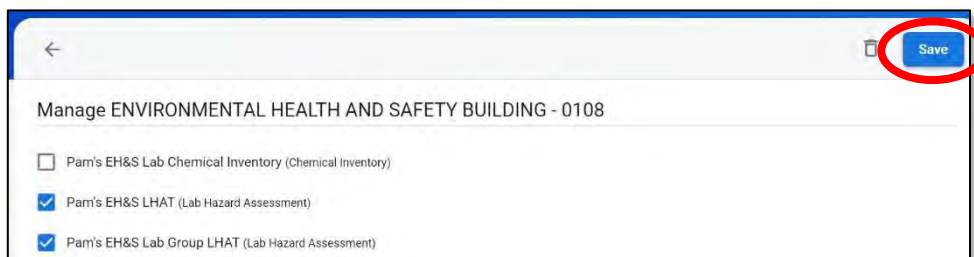 Save
Manage ENVIRONMENTAL HEALTH AND SAFETY BUILDING - 0108
Pam's EH&S Lab Chemical Inventory (Chemical Inventory)
Pam's EH&S LHAT (Lab Hazard Assessment)
Pam's EH&S Lab Group LHAT (Lab Hazard Assessment)